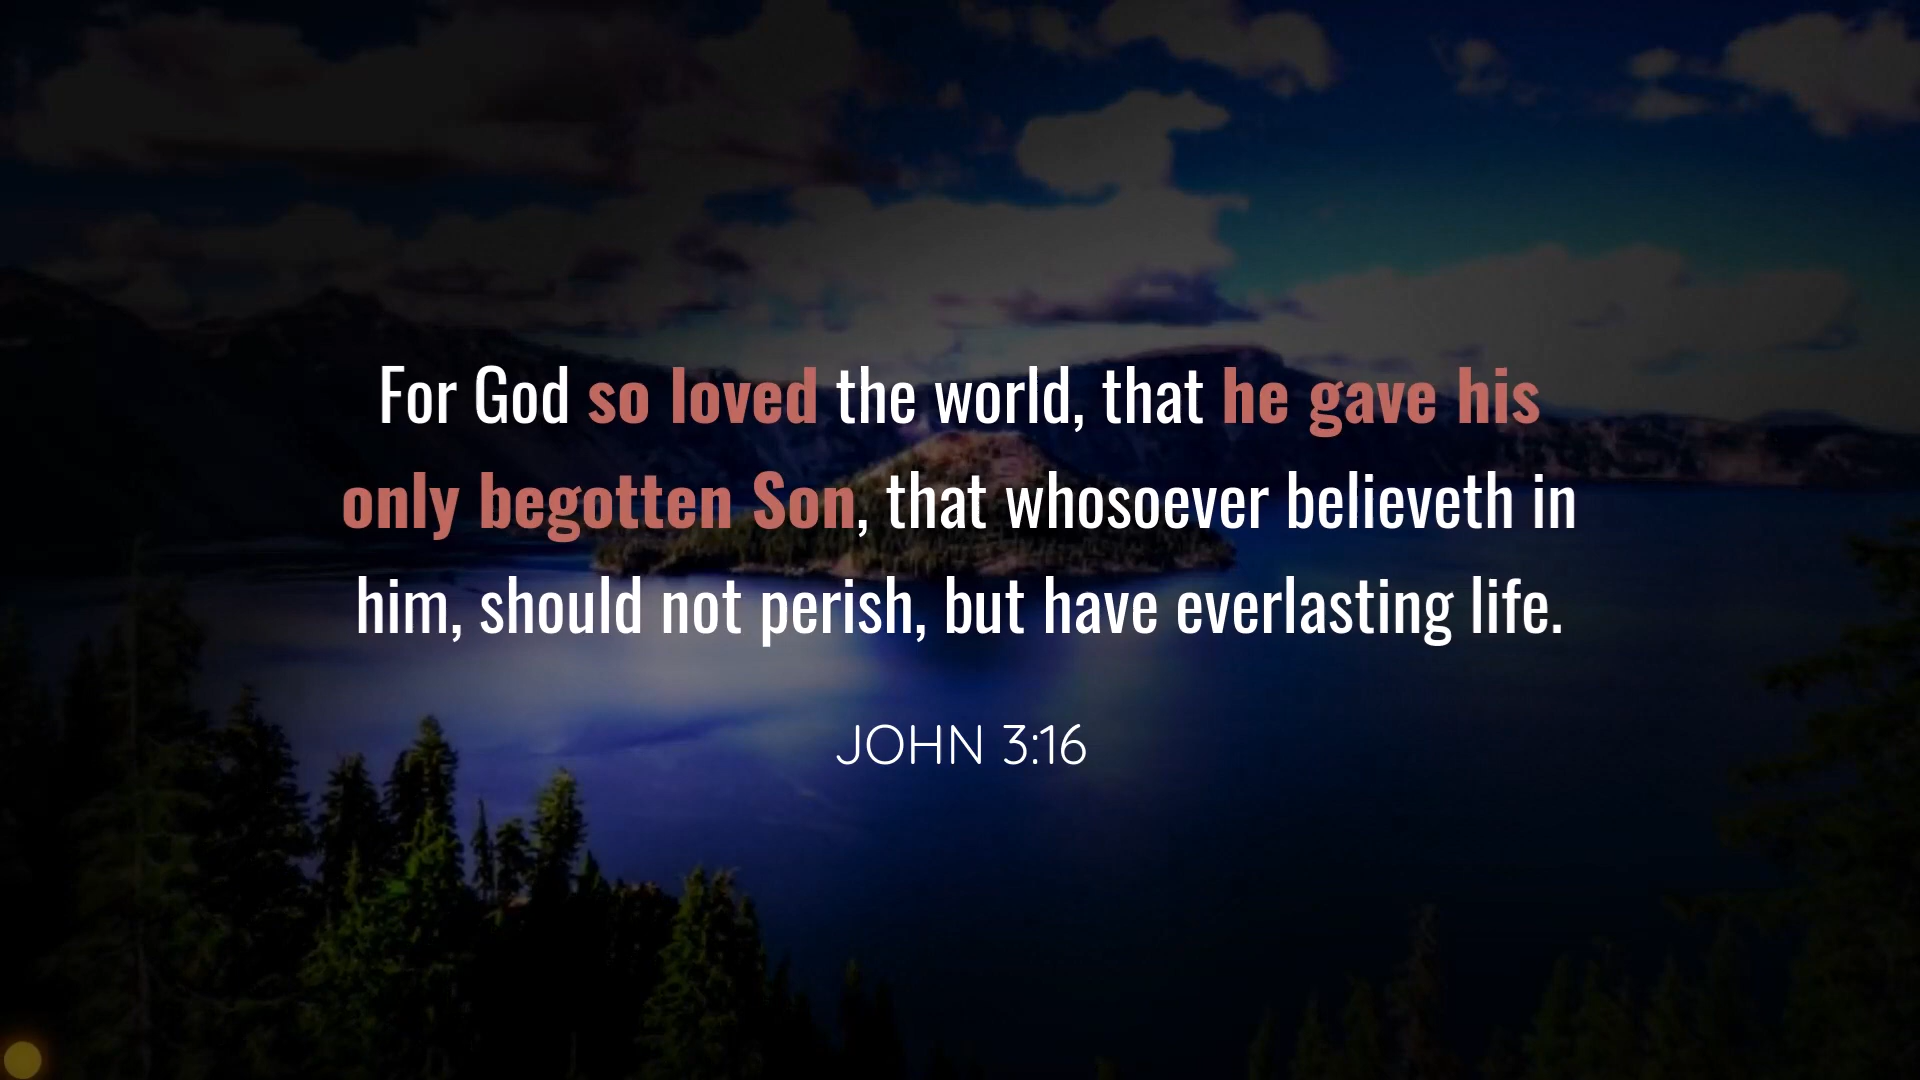 For God so loved the world, that he gave his
only begotten Son, that whosoever believeth in
him, should not perish, but have everlasting life.
JOHN 3:16